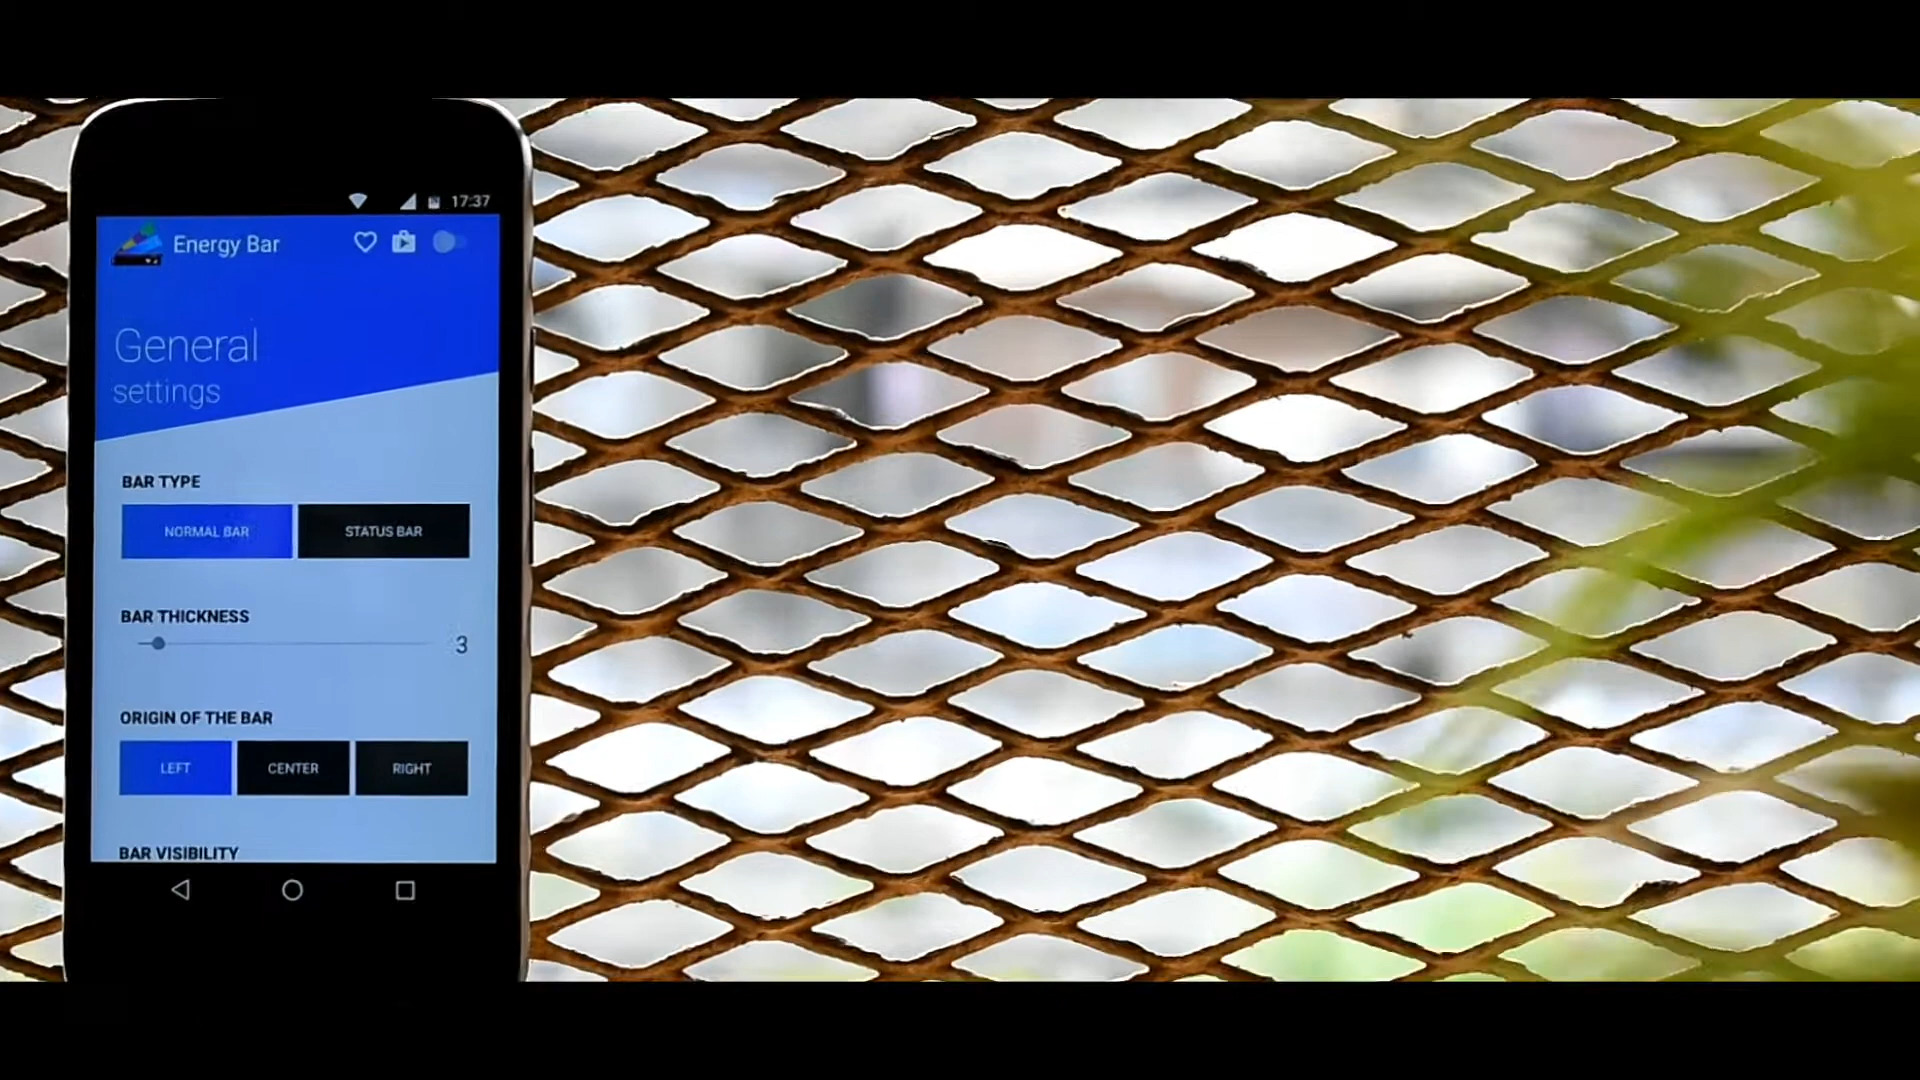 17:37
Energy Bar
General
settings
BAR TYPE
NORMAL BAR
STATUS BAR
BAR THICKNESS
3
ORIGIN OF THE BAR
LEFT
CENTER
RIGHT
BAR VISIBILITY